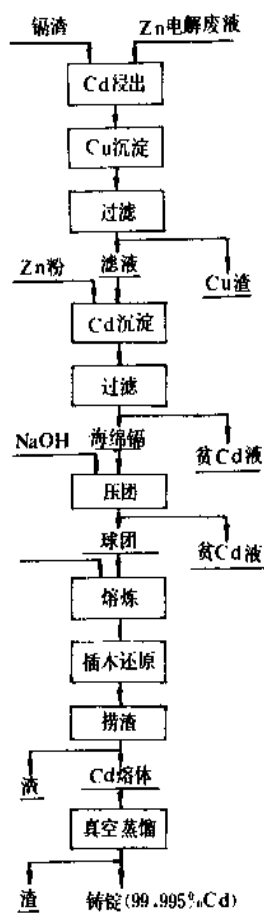 镉渣
Zn电解废液
Cd浸出
Cu沉淀
过滤
滤液
Cu渣
Zn粉
Cd沉淀
过滤
海绵镉
贫Cd液
NaOH
压团
球团
贫Cd液
熔炼
插木还原
捞渣
渣
Cd熔体
真空蒸馏
渣
铸锭(99.995%Cd)